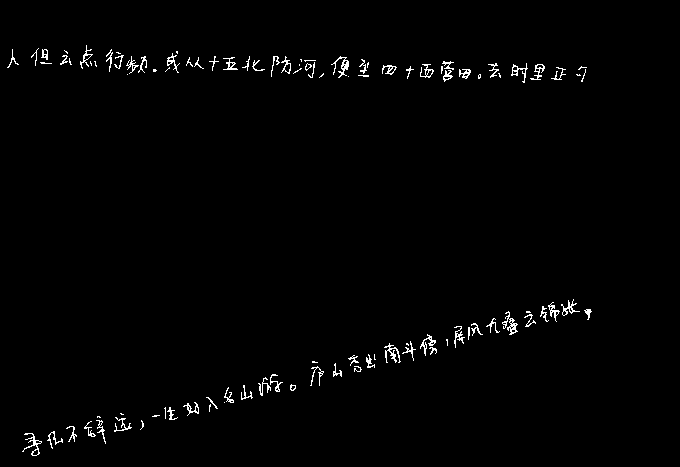 人但云点行频。或从十五北防河,便至四十西营田。去时里正与
寻仙不辞远,一生好入名山游。庐山秀出南斗傍,屏风九叠云锦张,